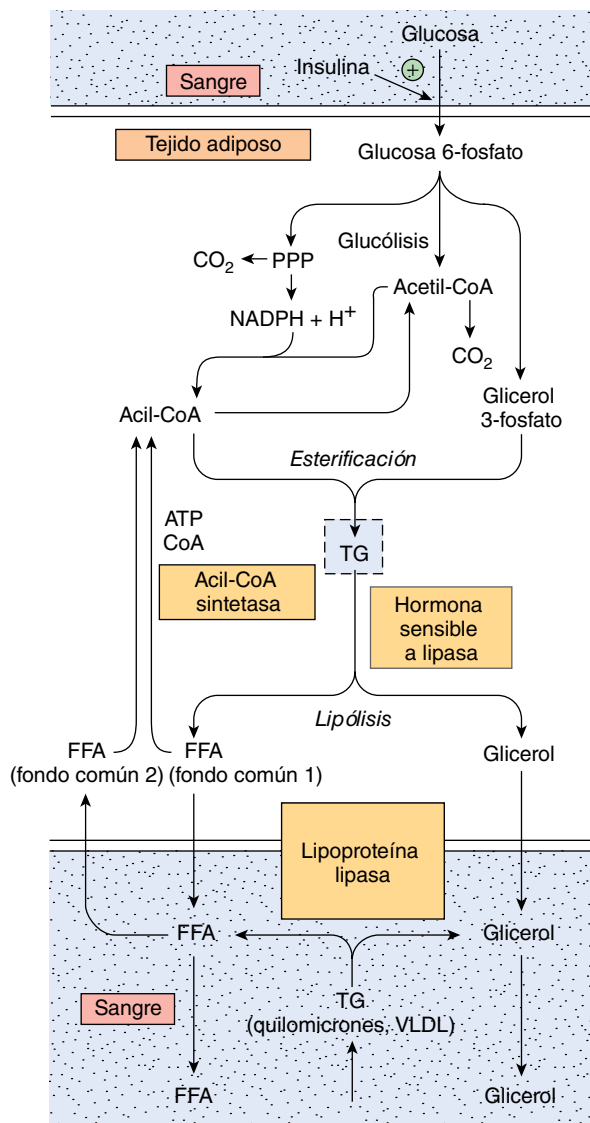 Glucosa
Insulina
+
Sangre
Tejido adiposo
Glucosa 6-fosfato
Glucólisis
CO₂
PPP
Acetil-CoA
NADPH + H⁺
CO₂
Acil-CoA
Glicerol
3-fosfato
Esterificación
ATP
CoA
TG
Acil-CoA
sintetasa
Hormona
sensible
a lipasa
Lipólisis
FFA
(fondo común 2)
FFA
(fondo común 1)
Glicerol
Lipoproteína
lipasa
FFA
Glicerol
Sangre
TG
(quilomicrones, VLDL)
FFA
Glicerol